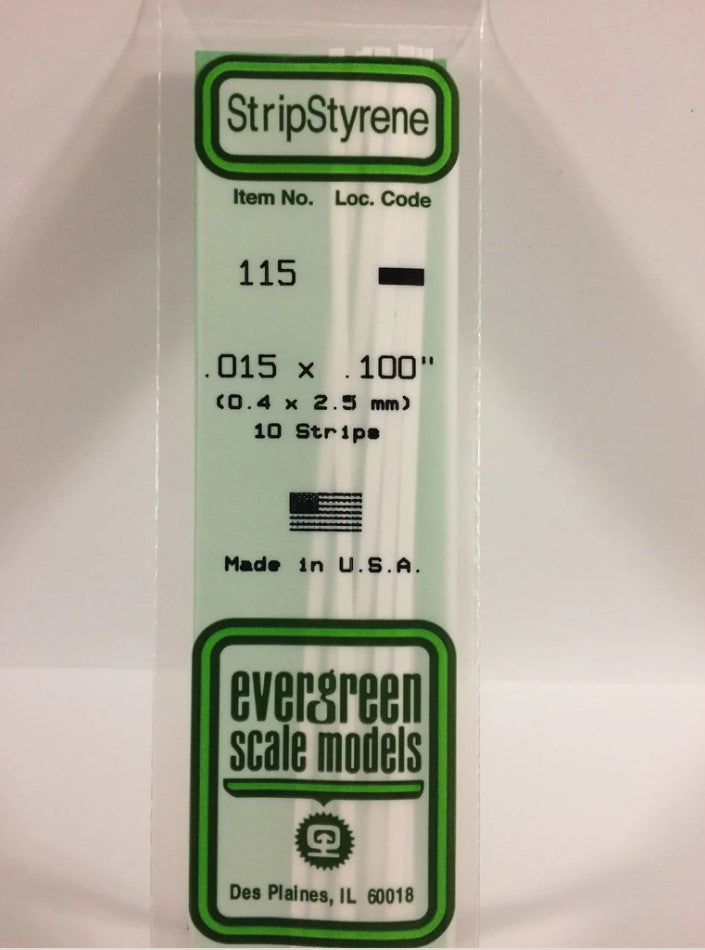 StripStyrene
Item No. Loc. Code
115
.015 x .100"
(0.4 x 2.5 mm)
10 Strips
Made in U.S.A.
evergreen
scale models
Des Plaines, IL 60018